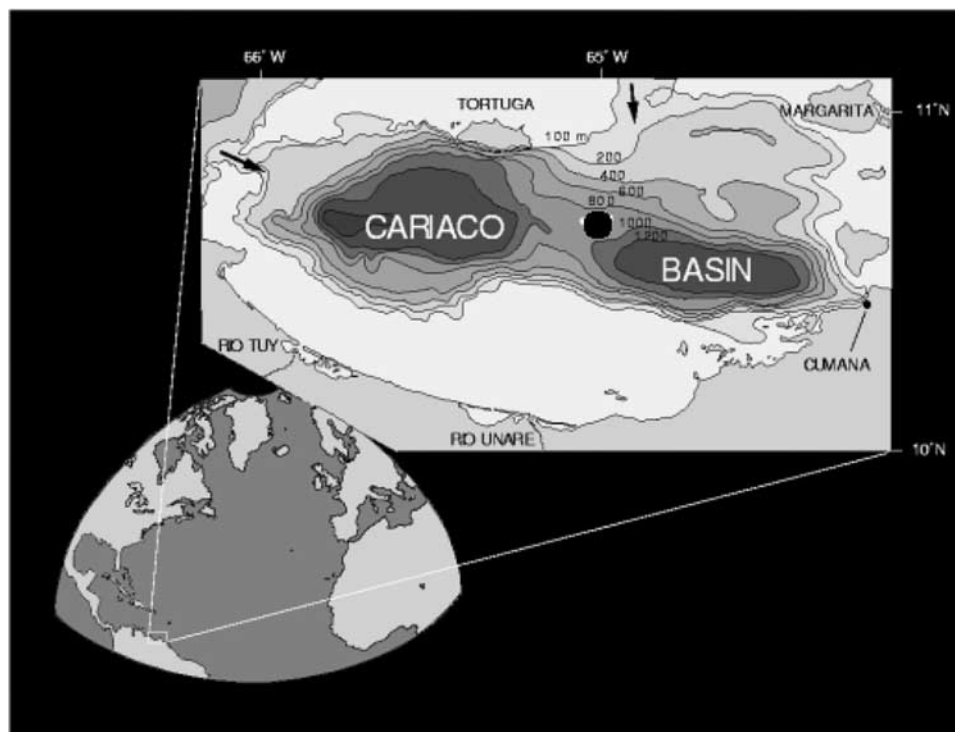 66° W
65° W
TORTUGA
MARGARITA
11°N
100 m
200
400
600
800
1000
1200
CARIACO
BASIN
RIO TUY
CUMANA
RIO UNARE
10°N